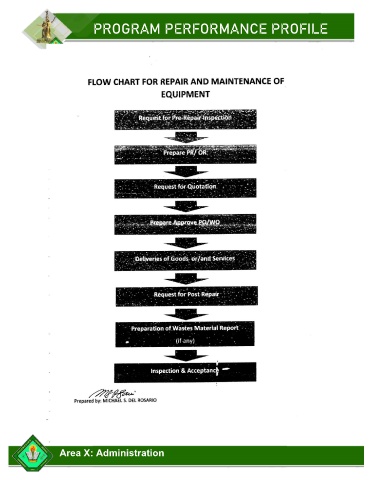 PROGRAM PERFORMANCE PROFILE
FLOW CHART FOR REPAIR AND MAINTENANCE OF
EQUIPMENT
Request for Pre-Repair Inspection
Prepare PR/ OR
Request for Quotation
Prepare Approve PO/WO
Deliveries of Goods or/and Services
Request for Post Repair
Preparation of Wastes Material Report
(if any)
Inspection & Acceptance
Prepared by: MICHAEL S. DEL ROSARIO
Area X: Administration